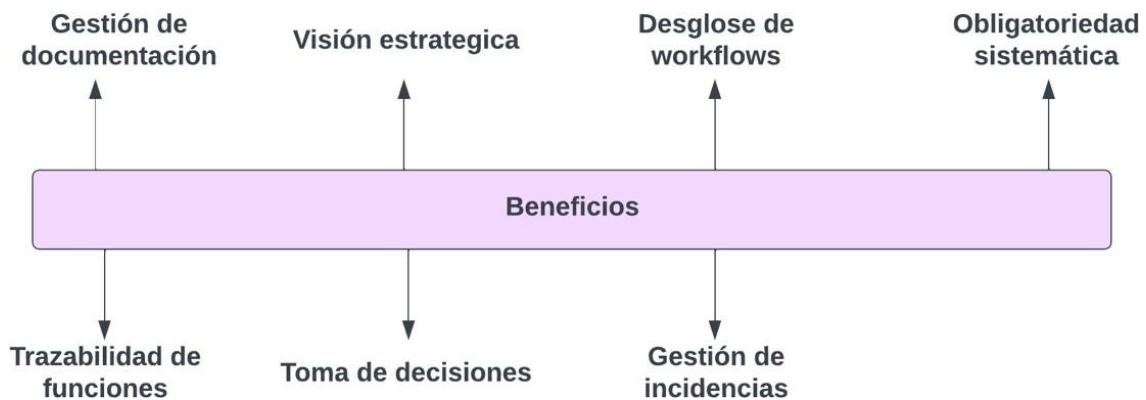 Gestión de
documentación
Visión estrategica
Desglose de
workflows
Obligatoriedad
sistemática
Beneficios
Trazabilidad de
funciones
Toma de decisiones
Gestión de
incidencias